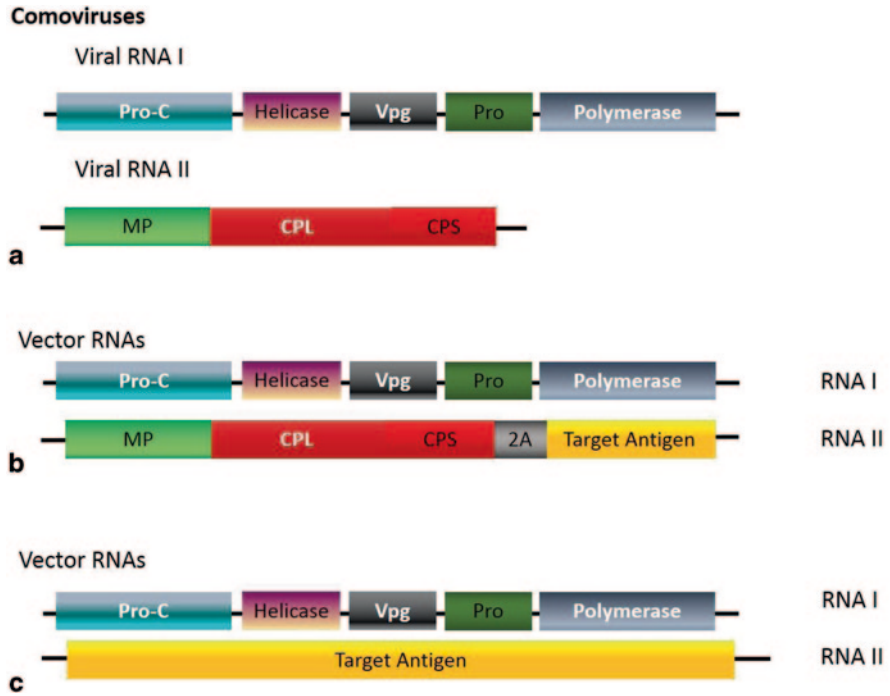 Comoviruses
Viral RNA I
Pro-C Helicase Vpg Pro Polymerase
Viral RNA II
MP CPL CPS
a
Vector RNAs
Pro-C Helicase Vpg Pro Polymerase RNA I
MP CPL CPS 2A Target Antigen RNA II
b
Vector RNAs
Pro-C Helicase Vpg Pro Polymerase RNA I
Target Antigen RNA II
c